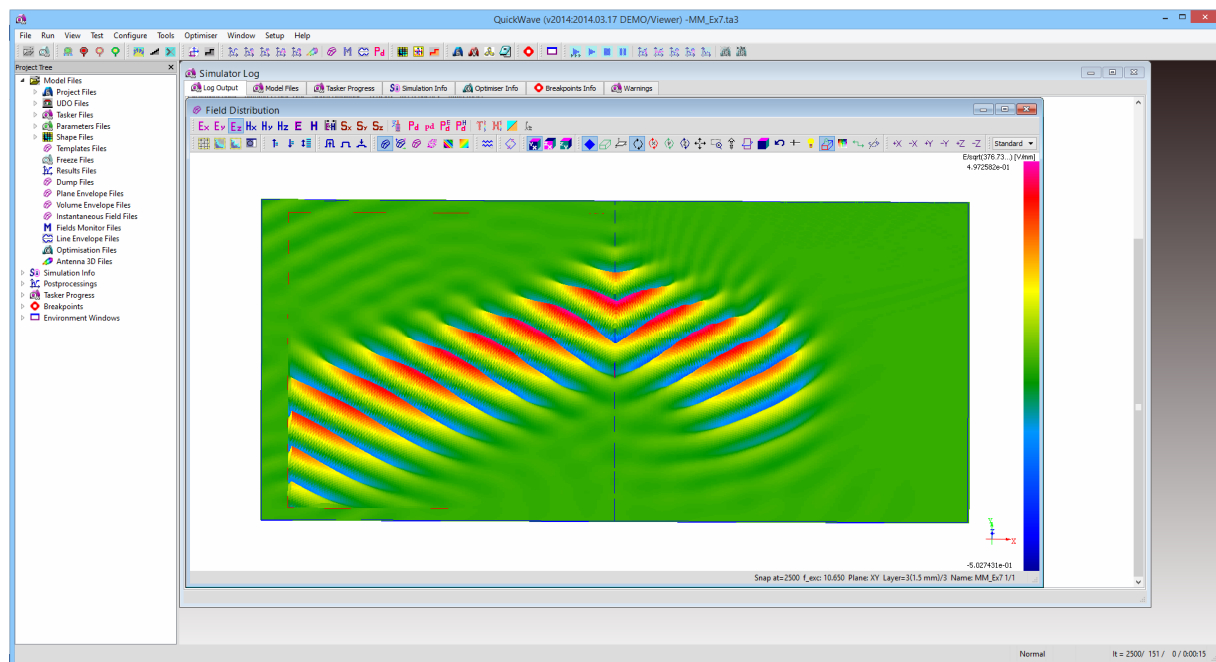 QuickWave (v2014:2014.03.17 DEMO/Viewer) -MM_Ex7.ta3
File Run View Test Configure Tools Optimiser Window Setup Help
Project Tree
Model Files
Project Files
UDO Files
Tasker Files
Parameters Files
Shape Files
Templates Files
Freeze Files
Results Files
Dump Files
Plane Envelope Files
Volume Envelope Files
Instantaneous Field Files
Fields Monitor Files
Line Envelope Files
Optimisation Files
Antenna 3D Files
Simulation Info
Postprocessings
Tasker Progress
Breakpoints
Environment Windows
Simulator Log
Log Output Model Files Tasker Progress Simulation Info Optimiser Info Breakpoints Info Warnings
Field Distribution
Ex Ey Ez Hx Hy Hz E H EH Sx Sy Sz Pd pd Pd Pd
+X -X +Y -Y +Z -Z Standard
E/sqrt(376.73...) [V/mm]
4.972582e-01
Y
X
-5.027431e-01
Snap at=2500 f_exc: 10.650 Plane: XY Layer=3(1.5 mm)/3 Name: MM_Ex7 1/1
Normal It = 2500/ 151 / 0 / 0:00:15